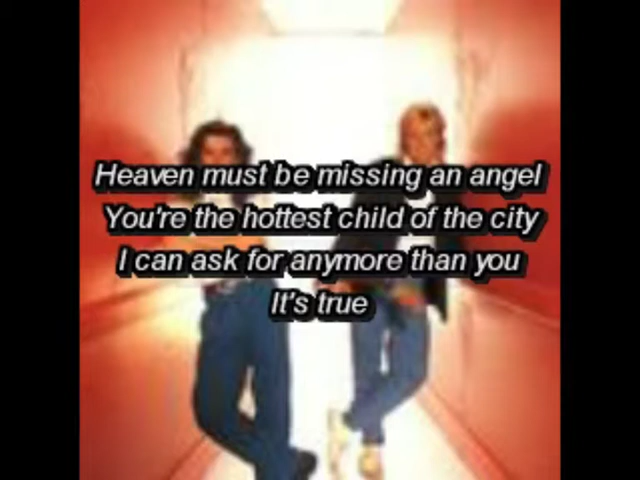 Heaven must be missing an angel
You're the hottest child of the city
I can ask for anymore than you
It's true